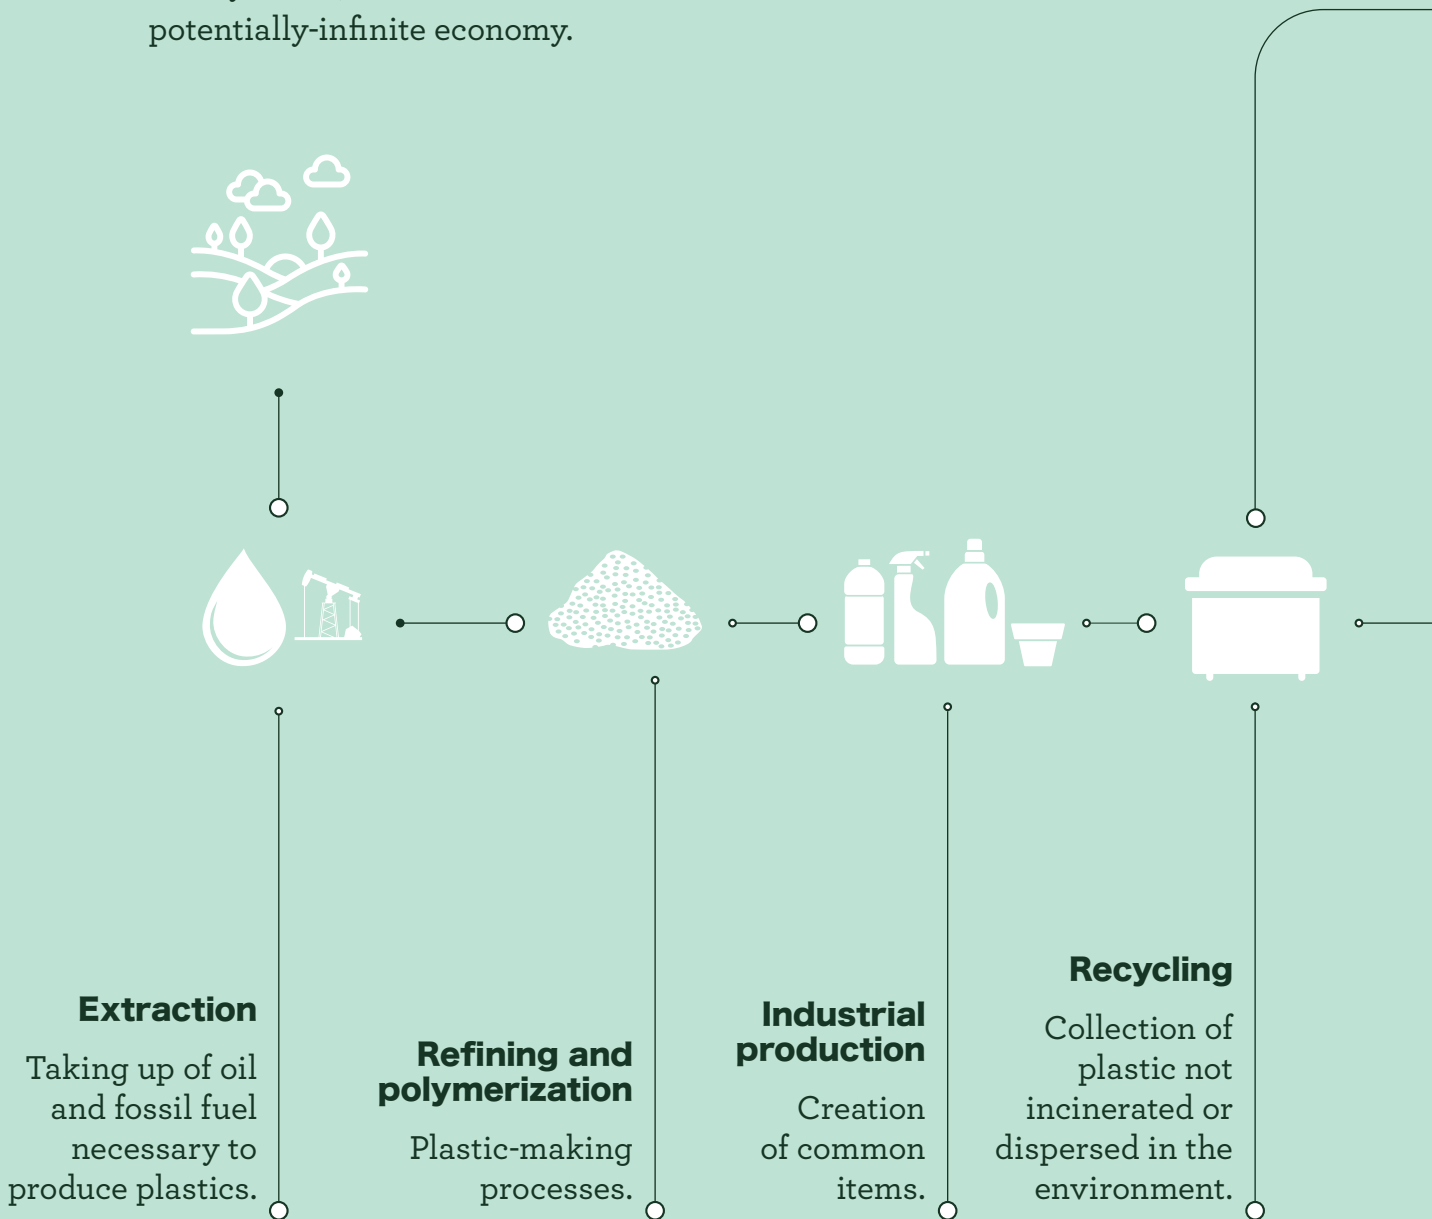 potentially-infinite economy.
Extraction
Taking up of oil
and fossil fuel
necessary to
produce plastics.
Refining and
polymerization
Plastic-making
processes.
Industrial
production
Creation
of common
items.
Recycling
Collection of
plastic not
incinerated or
dispersed in the
environment.